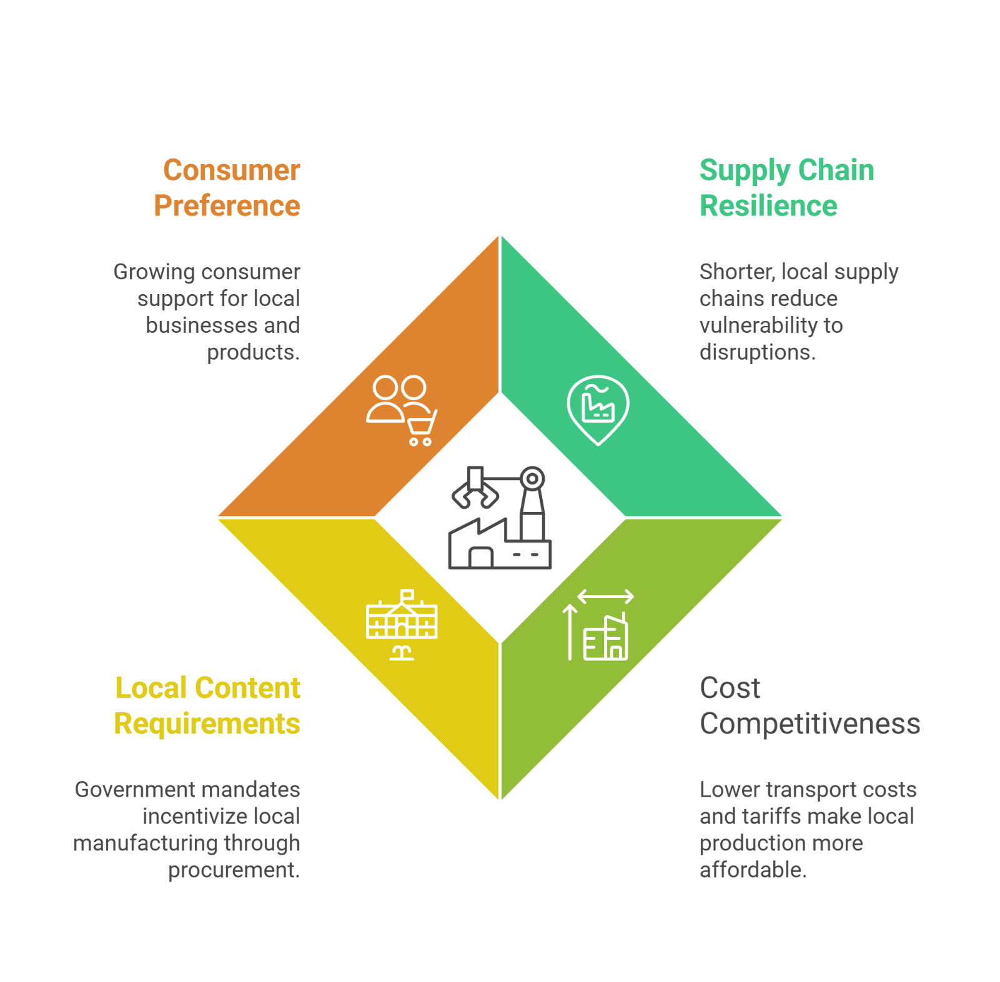 Consumer
Preference
Growing consumer
support for local
businesses and
products.
Supply Chain
Resilience
Shorter, local supply
chains reduce
vulnerability to
disruptions.
Local Content
Requirements
Government mandates
incentivize local
manufacturing through
procurement.
Cost
Competitiveness
Lower transport costs
and tariffs make local
production more
affordable.